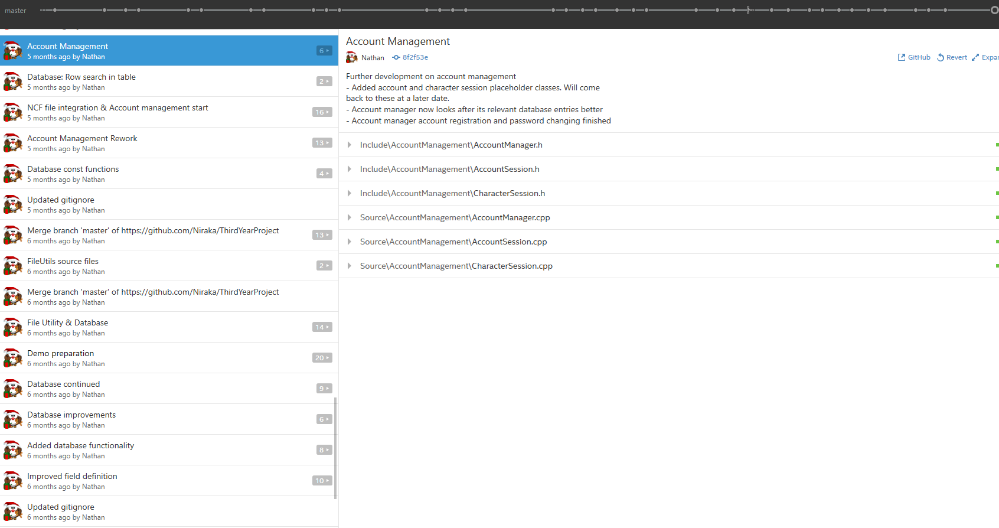 master
Account Management
5 months ago by Nathan
6
Database: Row search in table
5 months ago by Nathan
2
NCF file integration & Account management start
5 months ago by Nathan
16
Account Management Rework
5 months ago by Nathan
13
Database const functions
5 months ago by Nathan
4
Updated gitignore
5 months ago by Nathan
Merge branch 'master' of https://github.com/Niraka/ThirdYearProject
6 months ago by Nathan
13
FileUtils source files
6 months ago by Nathan
2
Merge branch 'master' of https://github.com/Niraka/ThirdYearProject
6 months ago by Nathan
File Utility & Database
6 months ago by Nathan
14
Demo preparation
6 months ago by Nathan
20
Database continued
6 months ago by Nathan
9
Database improvements
6 months ago by Nathan
6
Added database functionality
6 months ago by Nathan
8
Improved field definition
6 months ago by Nathan
10
Updated gitignore
6 months ago by Nathan
Account Management
Nathan 8f2f53e
GitHub Revert Expan
Further development on account management
- Added account and character session placeholder classes. Will come
back to these at a later date.
- Account manager now looks after its relevant database entries better
- Account manager account registration and password changing finished
Include\AccountManagement\AccountManager.h
Include\AccountManagement\AccountSession.h
Include\AccountManagement\CharacterSession.h
Source\AccountManagement\AccountManager.cpp
Source\AccountManagement\AccountSession.cpp
Source\AccountManagement\CharacterSession.cpp